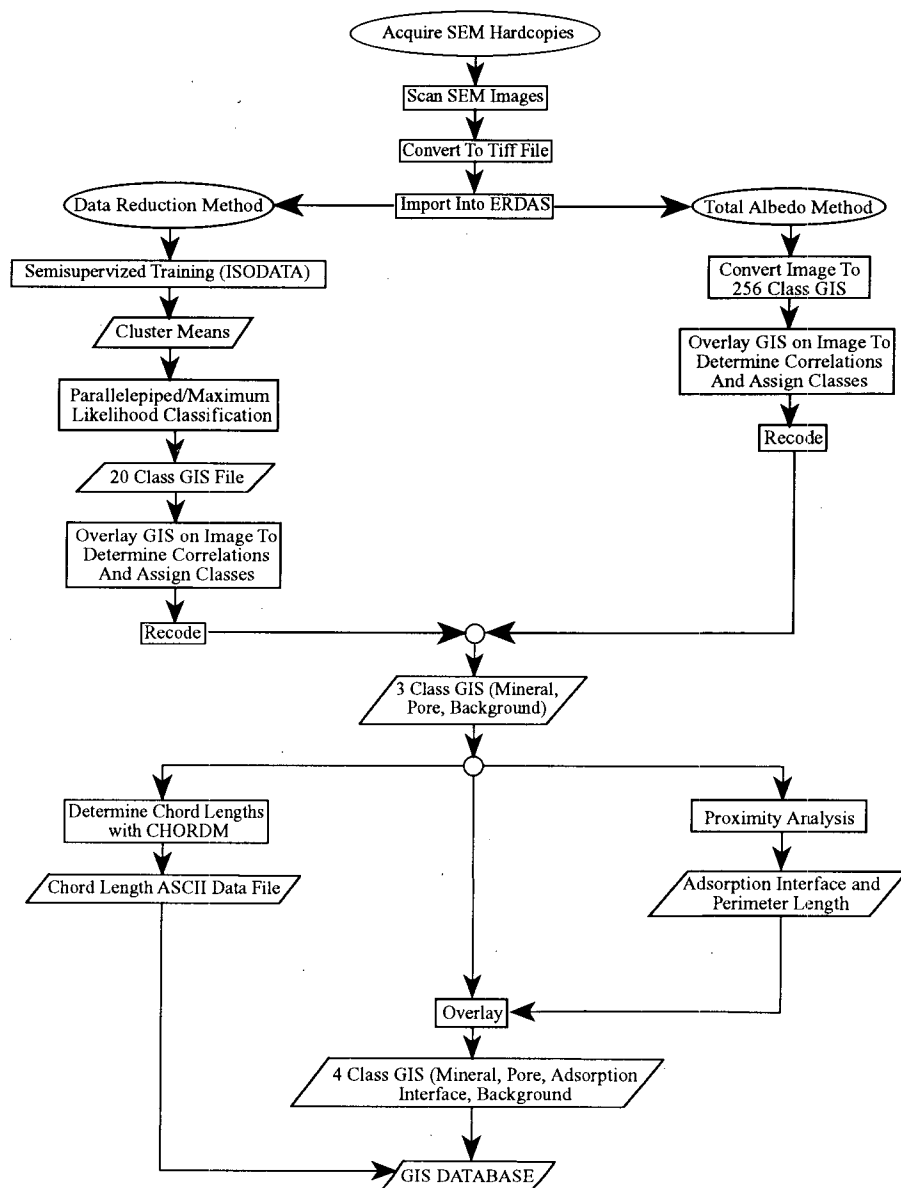 Acquire SEM Hardcopies
Scan SEM Images
Convert To Tiff File
Import Into ERDAS
Data Reduction Method
Total Albedo Method
Semisupervized Training (ISODATA)
Cluster Means
Parallelepiped/Maximum
Likelihood Classification
20 Class GIS File
Overlay GIS on Image To
Determine Correlations
And Assign Classes
Recode
Convert Image To
256 Class GIS
Overlay GIS on Image To
Determine Correlations
And Assign Classes
Recode
3 Class GIS (Mineral,
Pore, Background)
Determine Chord Lengths
with CHORDM
Chord Length ASCII Data File
Proximity Analysis
Adsorption Interface and
Perimeter Length
Overlay
4 Class GIS (Mineral, Pore, Adsorption
Interface, Background
GIS DATABASE